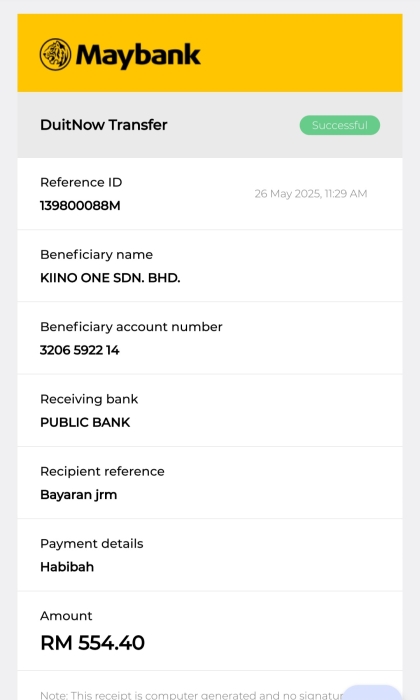 Maybank
DuitNow Transfer
Successful
Reference ID
26 May 2025, 11:29 AM
139800088M
Beneficiary name
KIINO ONE SDN. BHD.
Beneficiary account number
3206 5922 14
Receiving bank
PUBLIC BANK
Recipient reference
Bayaran jrm
Payment details
Habibah
Amount
RM 554.40
Note: This receipt is computer generated and no